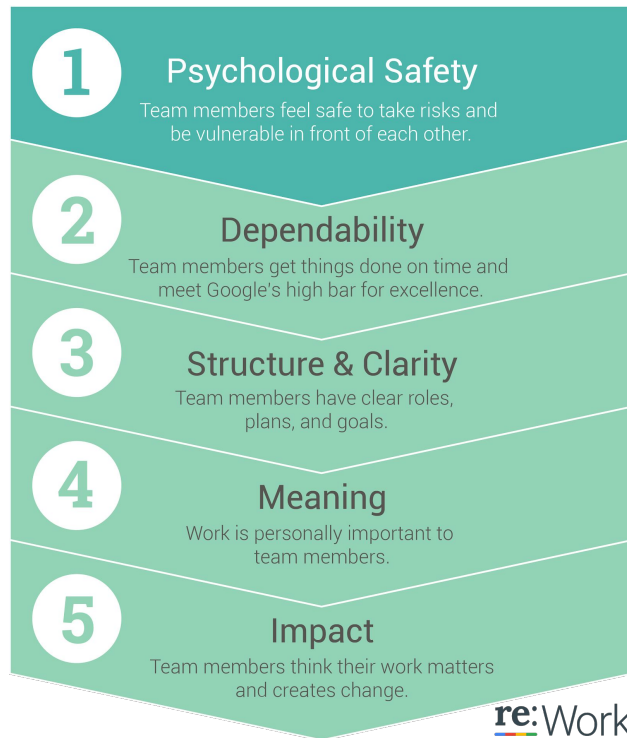 1
Psychological Safety
Team members feel safe to take risks and
be vulnerable in front of each other.
2
Dependability
Team members get things done on time and
meet Google's high bar for excellence.
3
Structure & Clarity
Team members have clear roles,
plans, and goals.
4
Meaning
Work is personally important to
team members.
5
Impact
Team members think their work matters
and creates change.
re:Work